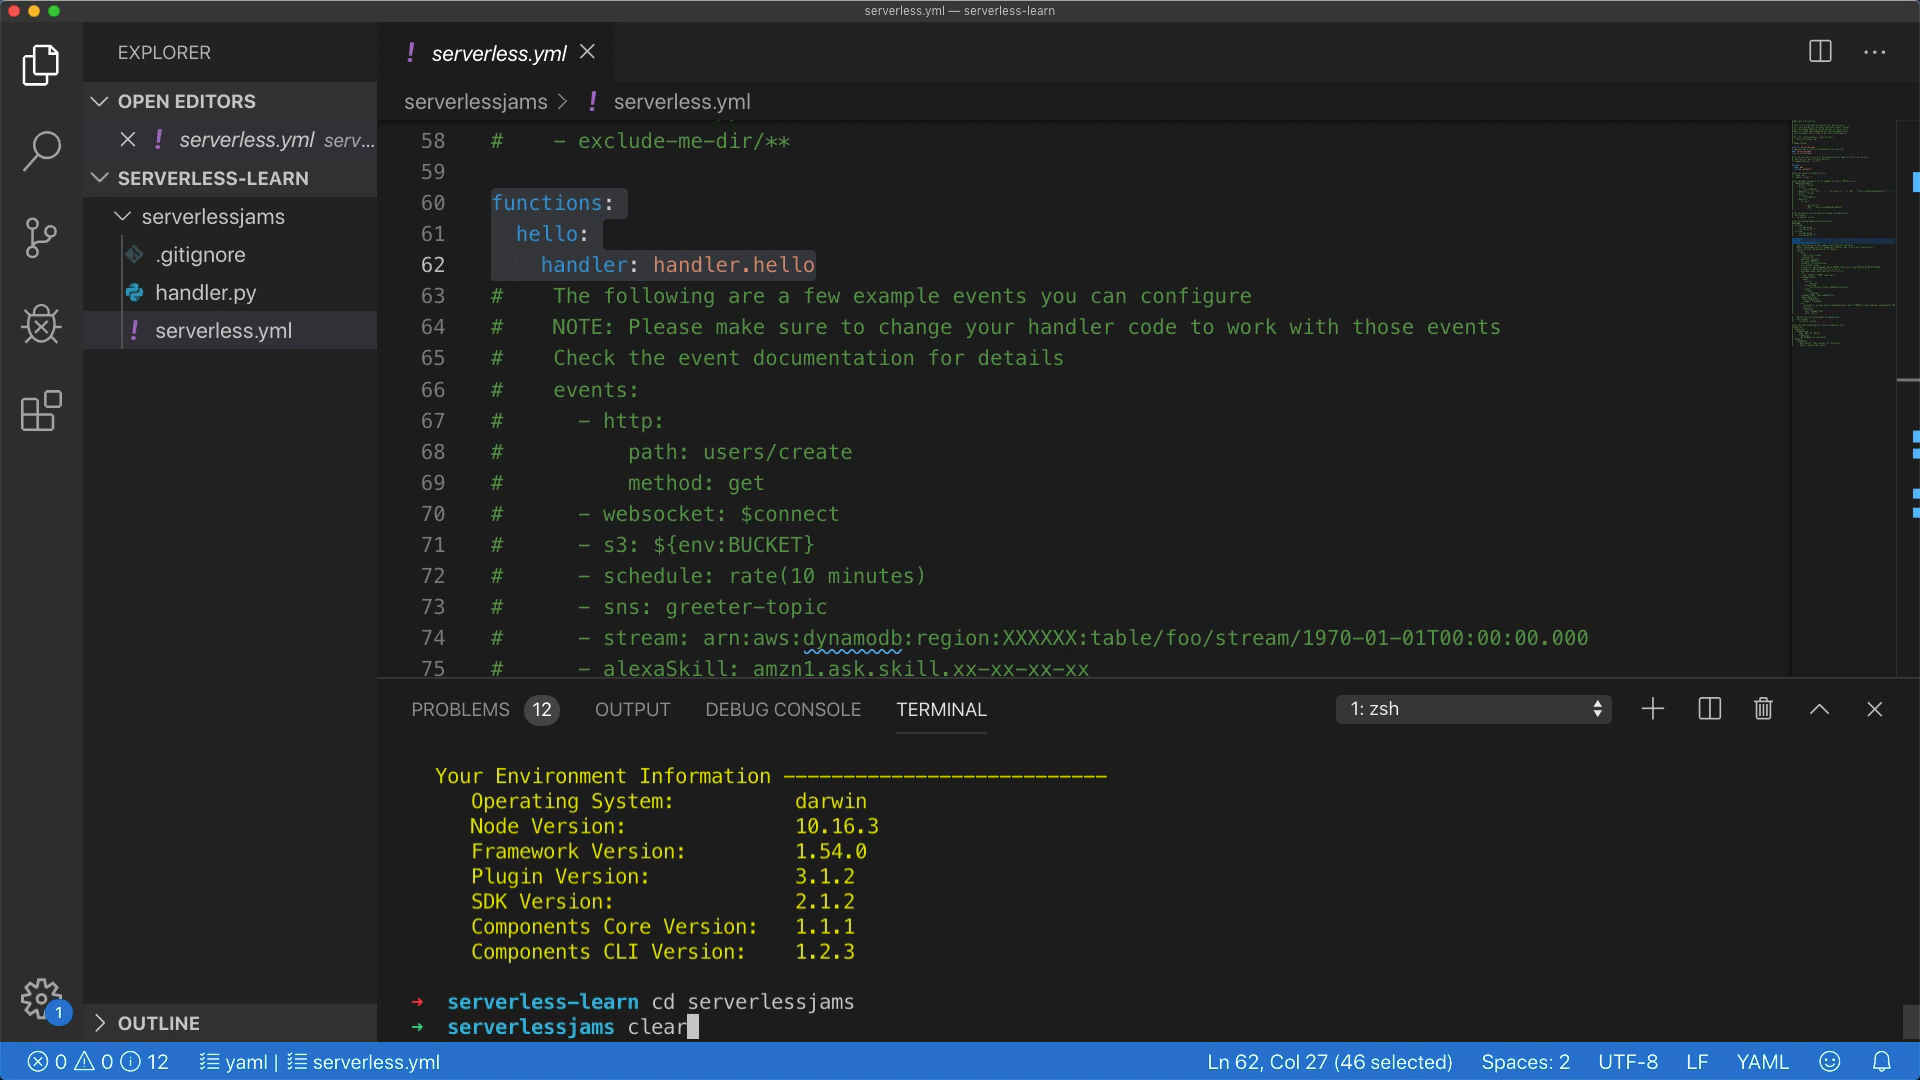 serverless.yml — serverless-learn
EXPLORER
OPEN EDITORS
serverless.yml serv...
SERVERLESS-LEARN
serverlessjams
.gitignore
handler.py
! serverless.yml
OUTLINE
1
! serverless.yml
serverlessjams > ! serverless.yml
58 #    - exclude-me-dir/**
59
60 functions:
61   hello:
62     handler: handler.hello
63 #    The following are a few example events you can configure
64 #    NOTE: Please make sure to change your handler code to work with those events
65 #    Check the event documentation for details
66 #    events:
67 #      - http:
68 #          path: users/create
69 #          method: get
70 #      - websocket: $connect
71 #      - s3: ${env:BUCKET}
72 #      - schedule: rate(10 minutes)
73 #      - sns: greeter-topic
74 #      - stream: arn:aws:dynamodb:region:XXXXXX:table/foo/stream/1970-01-01T00:00:00.000
75 #      - alexaSkill: amzn1.ask.skill.xx-xx-xx-xx
PROBLEMS 12 OUTPUT DEBUG CONSOLE TERMINAL 1: zsh
Your Environment Information ---------------------------
Operating System: darwin
Node Version: 10.16.3
Framework Version: 1.54.0
Plugin Version: 3.1.2
SDK Version: 2.1.2
Components Core Version: 1.1.1
Components CLI Version: 1.2.3
➜ serverless-learn cd serverlessjams
➜ serverlessjams clear
0 0 12 yaml | serverless.yml Ln 62, Col 27 (46 selected) Spaces: 2 UTF-8 LF YAML